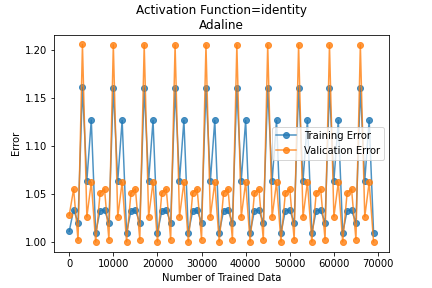 Activation Function=identity
Adaline
1.20
1.15
1.10
1.05
1.00
Error
Training Error
Valication Error
0 10000 20000 30000 40000 50000 60000 70000
Number of Trained Data